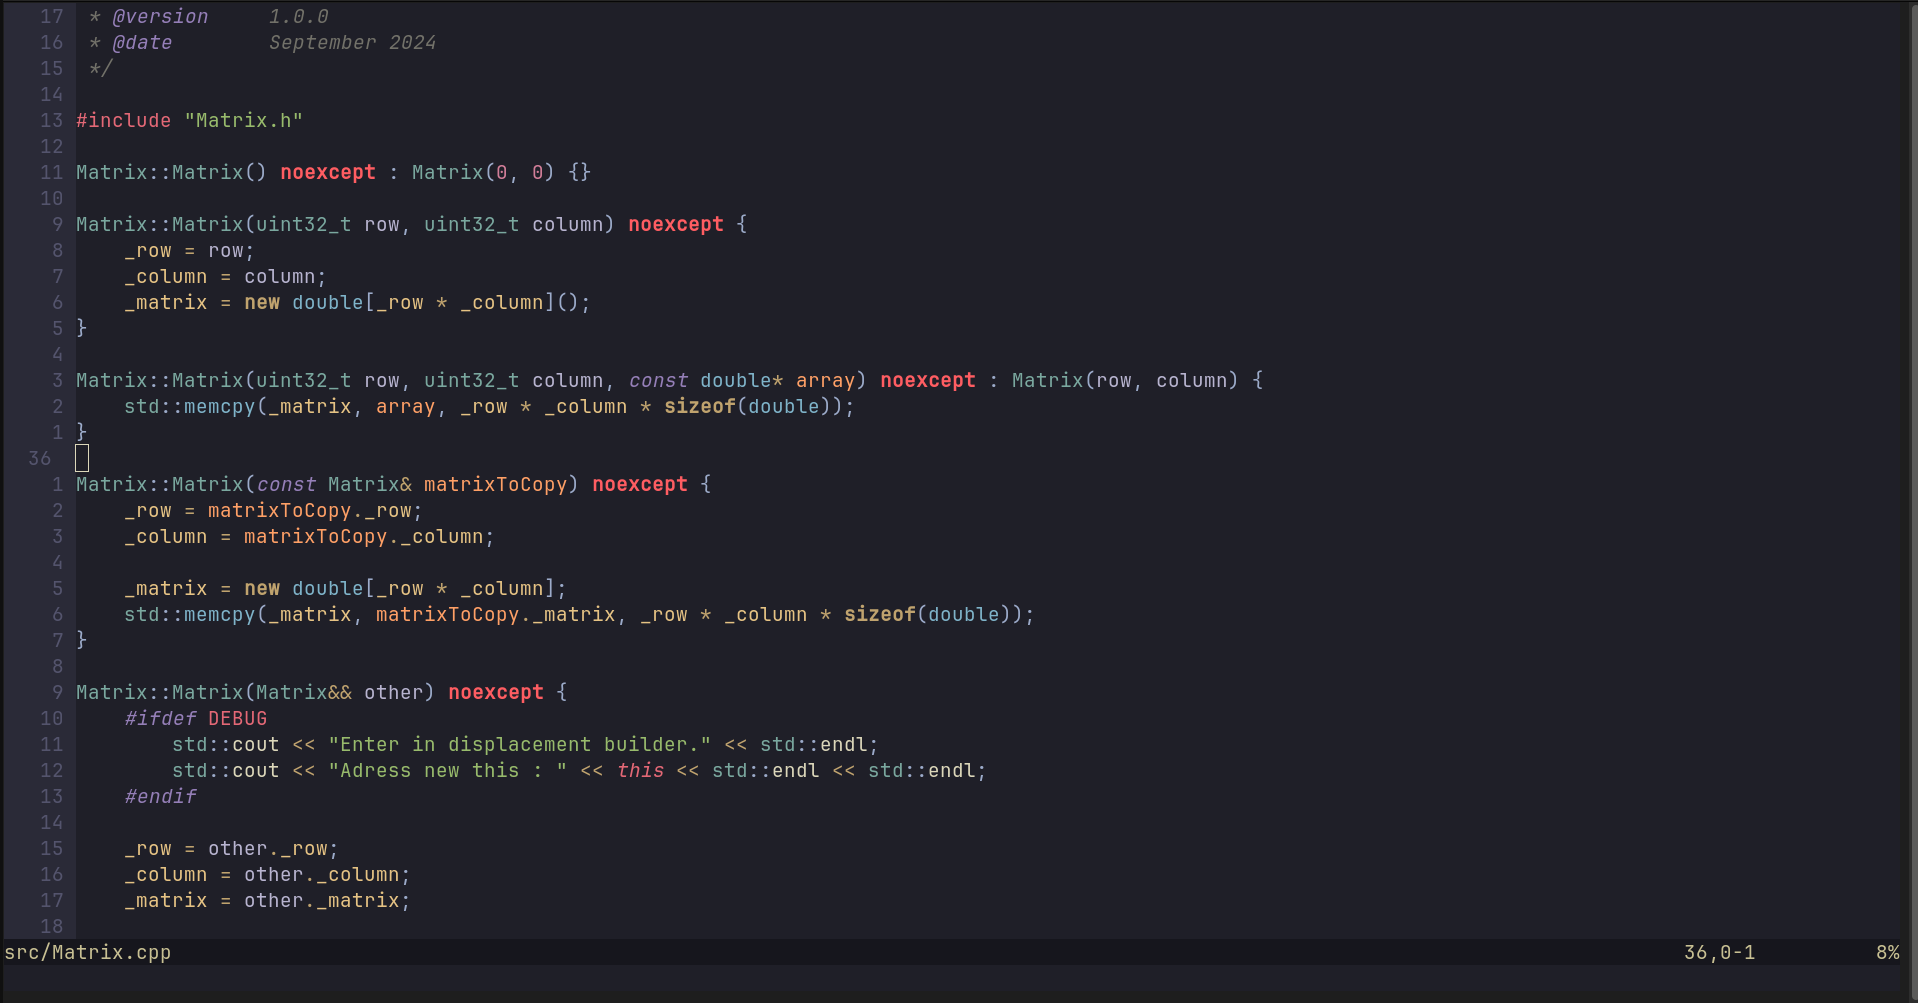 17  * @version     1.0.0
16  * @date        September 2024
15  */
14
13 #include "Matrix.h"
12
11 Matrix::Matrix() noexcept : Matrix(0, 0) {}
10
9 Matrix::Matrix(uint32_t row, uint32_t column) noexcept {
8     _row = row;
7     _column = column;
6     _matrix = new double[_row * _column]();
5 }
4
3 Matrix::Matrix(uint32_t row, uint32_t column, const double* array) noexcept : Matrix(row, column) {
2     std::memcpy(_matrix, array, _row * _column * sizeof(double));
1 }
36
1 Matrix::Matrix(const Matrix& matrixToCopy) noexcept {
2     _row = matrixToCopy._row;
3     _column = matrixToCopy._column;
4
5     _matrix = new double[_row * _column];
6     std::memcpy(_matrix, matrixToCopy._matrix, _row * _column * sizeof(double));
7 }
8
9 Matrix::Matrix(Matrix&& other) noexcept {
10     #ifdef DEBUG
11         std::cout << "Enter in displacement builder." << std::endl;
12         std::cout << "Adress new this : " << this << std::endl << std::endl;
13     #endif
14
15     _row = other._row;
16     _column = other._column;
17     _matrix = other._matrix;
18
src/Matrix.cpp 36,0-1 8%